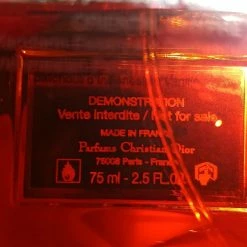 DEMONSTRATION
Vente interdite / Not for sale
MADE IN FRANCE
Parfums Christian Dior
75008 Paris - France
75 ml - 2.5 FL.OZ